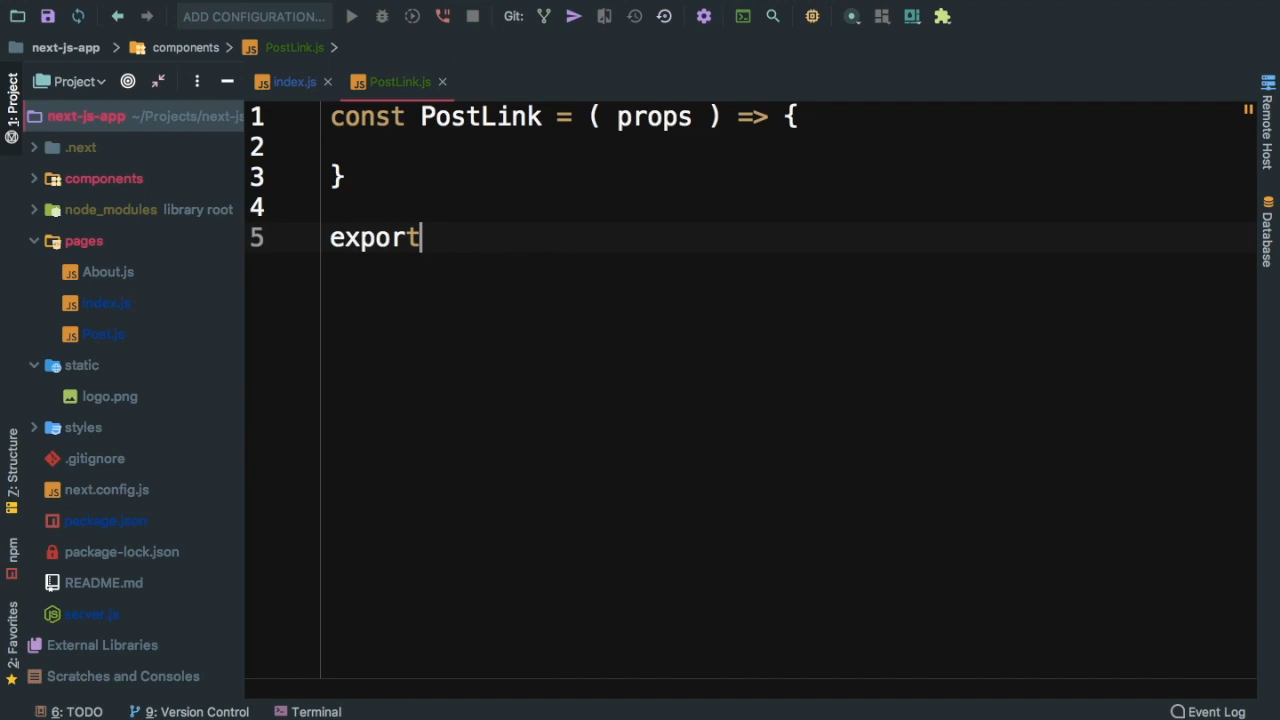 ADD CONFIGURATION...
Git:
next-js-app
components
PostLink.js
1: Project
Project
index.js
PostLink.js
next-js-app ~/Projects/next-js
.next
components
node_modules library root
pages
About.js
index.js
Post.js
static
logo.png
styles
.gitignore
next.config.js
package.json
package-lock.json
README.md
server.js
External Libraries
Scratches and Consoles
1 const PostLink = ( props ) => {
2
3 }
4
5 export
Remote Host
Database
7: Structure
npm
2: Favorites
6: TODO
9: Version Control
Terminal
Event Log